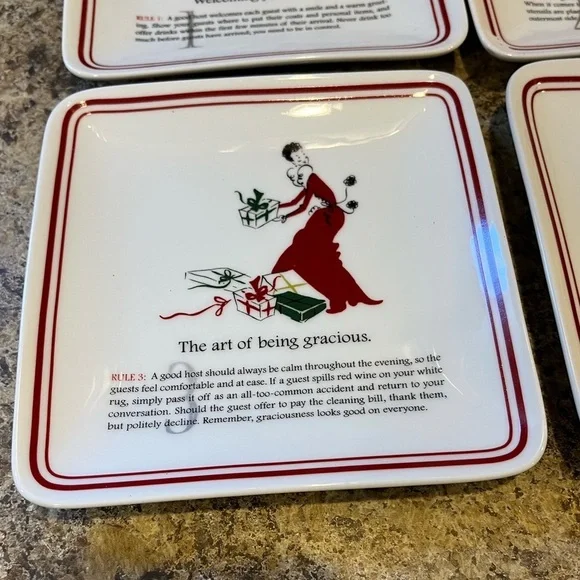 RULE 1: A good host welcomes each guest with a smile and a warm greet-
ing. Show guests where to put their coats and personal items, and
offer drinks within the first few moments of their arrival. Never drink too
much before guests have arrived; you need to be in control.
1
When it comes
The art of being gracious.
RULE 3: A good host should always be calm throughout the evening, so the
guests feel comfortable and at ease. If a guest spills red wine on your white
rug, simply pass it off as an all-too-common accident and return to your
conversation. Should the guest offer to pay the cleaning bill, thank them,
but politely decline. Remember, graciousness looks good on everyone.
3